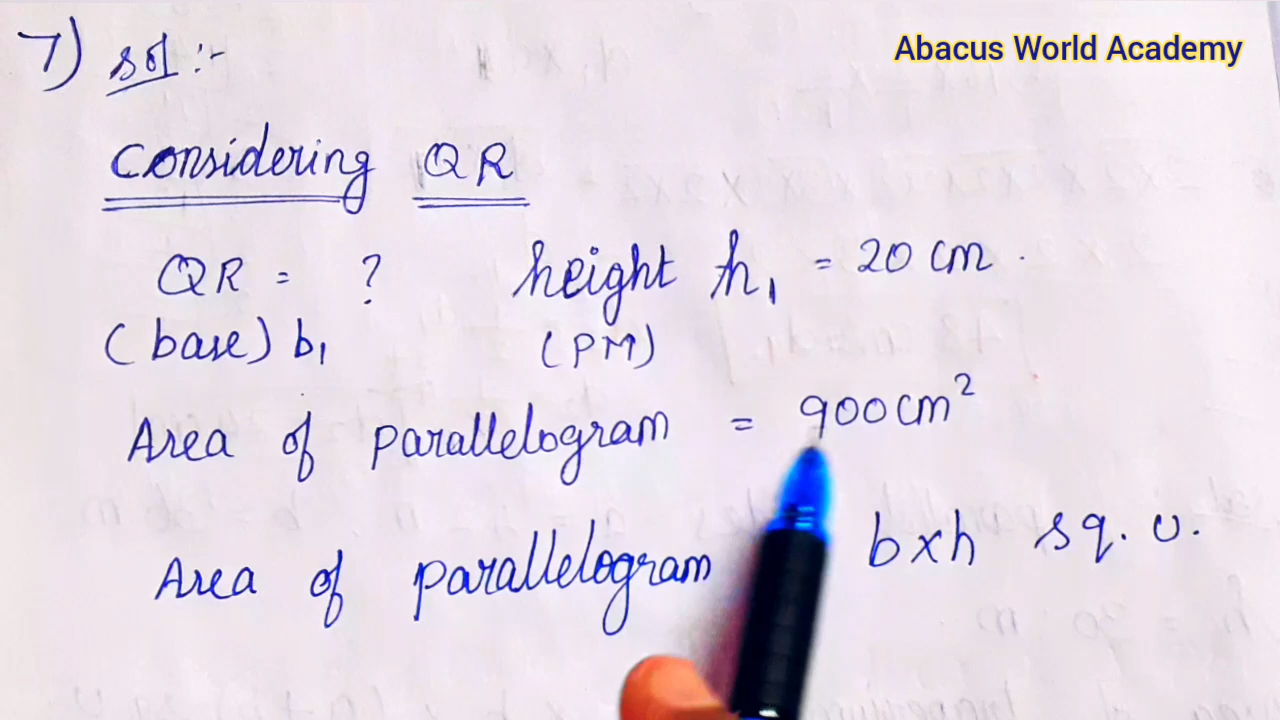 Abacus World Academy
7) sol :-
Considering QR
QR = ? height h₁ = 20 cm.
(base) b₁ (PM)
Area of parallelogram = 900 cm²
Area of parallelogram b×h sq. u.